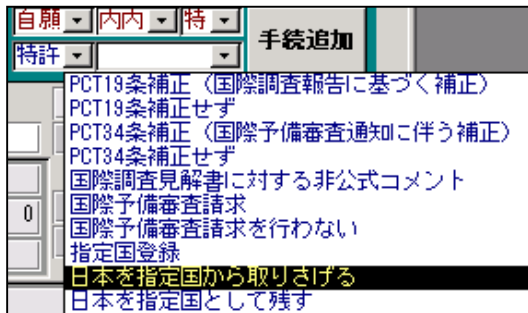 自願 内内 特 手続追加
特許
PCT19条補正（国際調査報告に基づく補正）
PCT19条補正せず
PCT34条補正（国際予備審査通知に伴う補正）
PCT34条補正せず
国際調査見解書に対する非公式コメント
国際予備審査請求
0
国際予備審査請求を行わない
指定国登録
日本を指定国から取りさげる
日本を指定国として残す